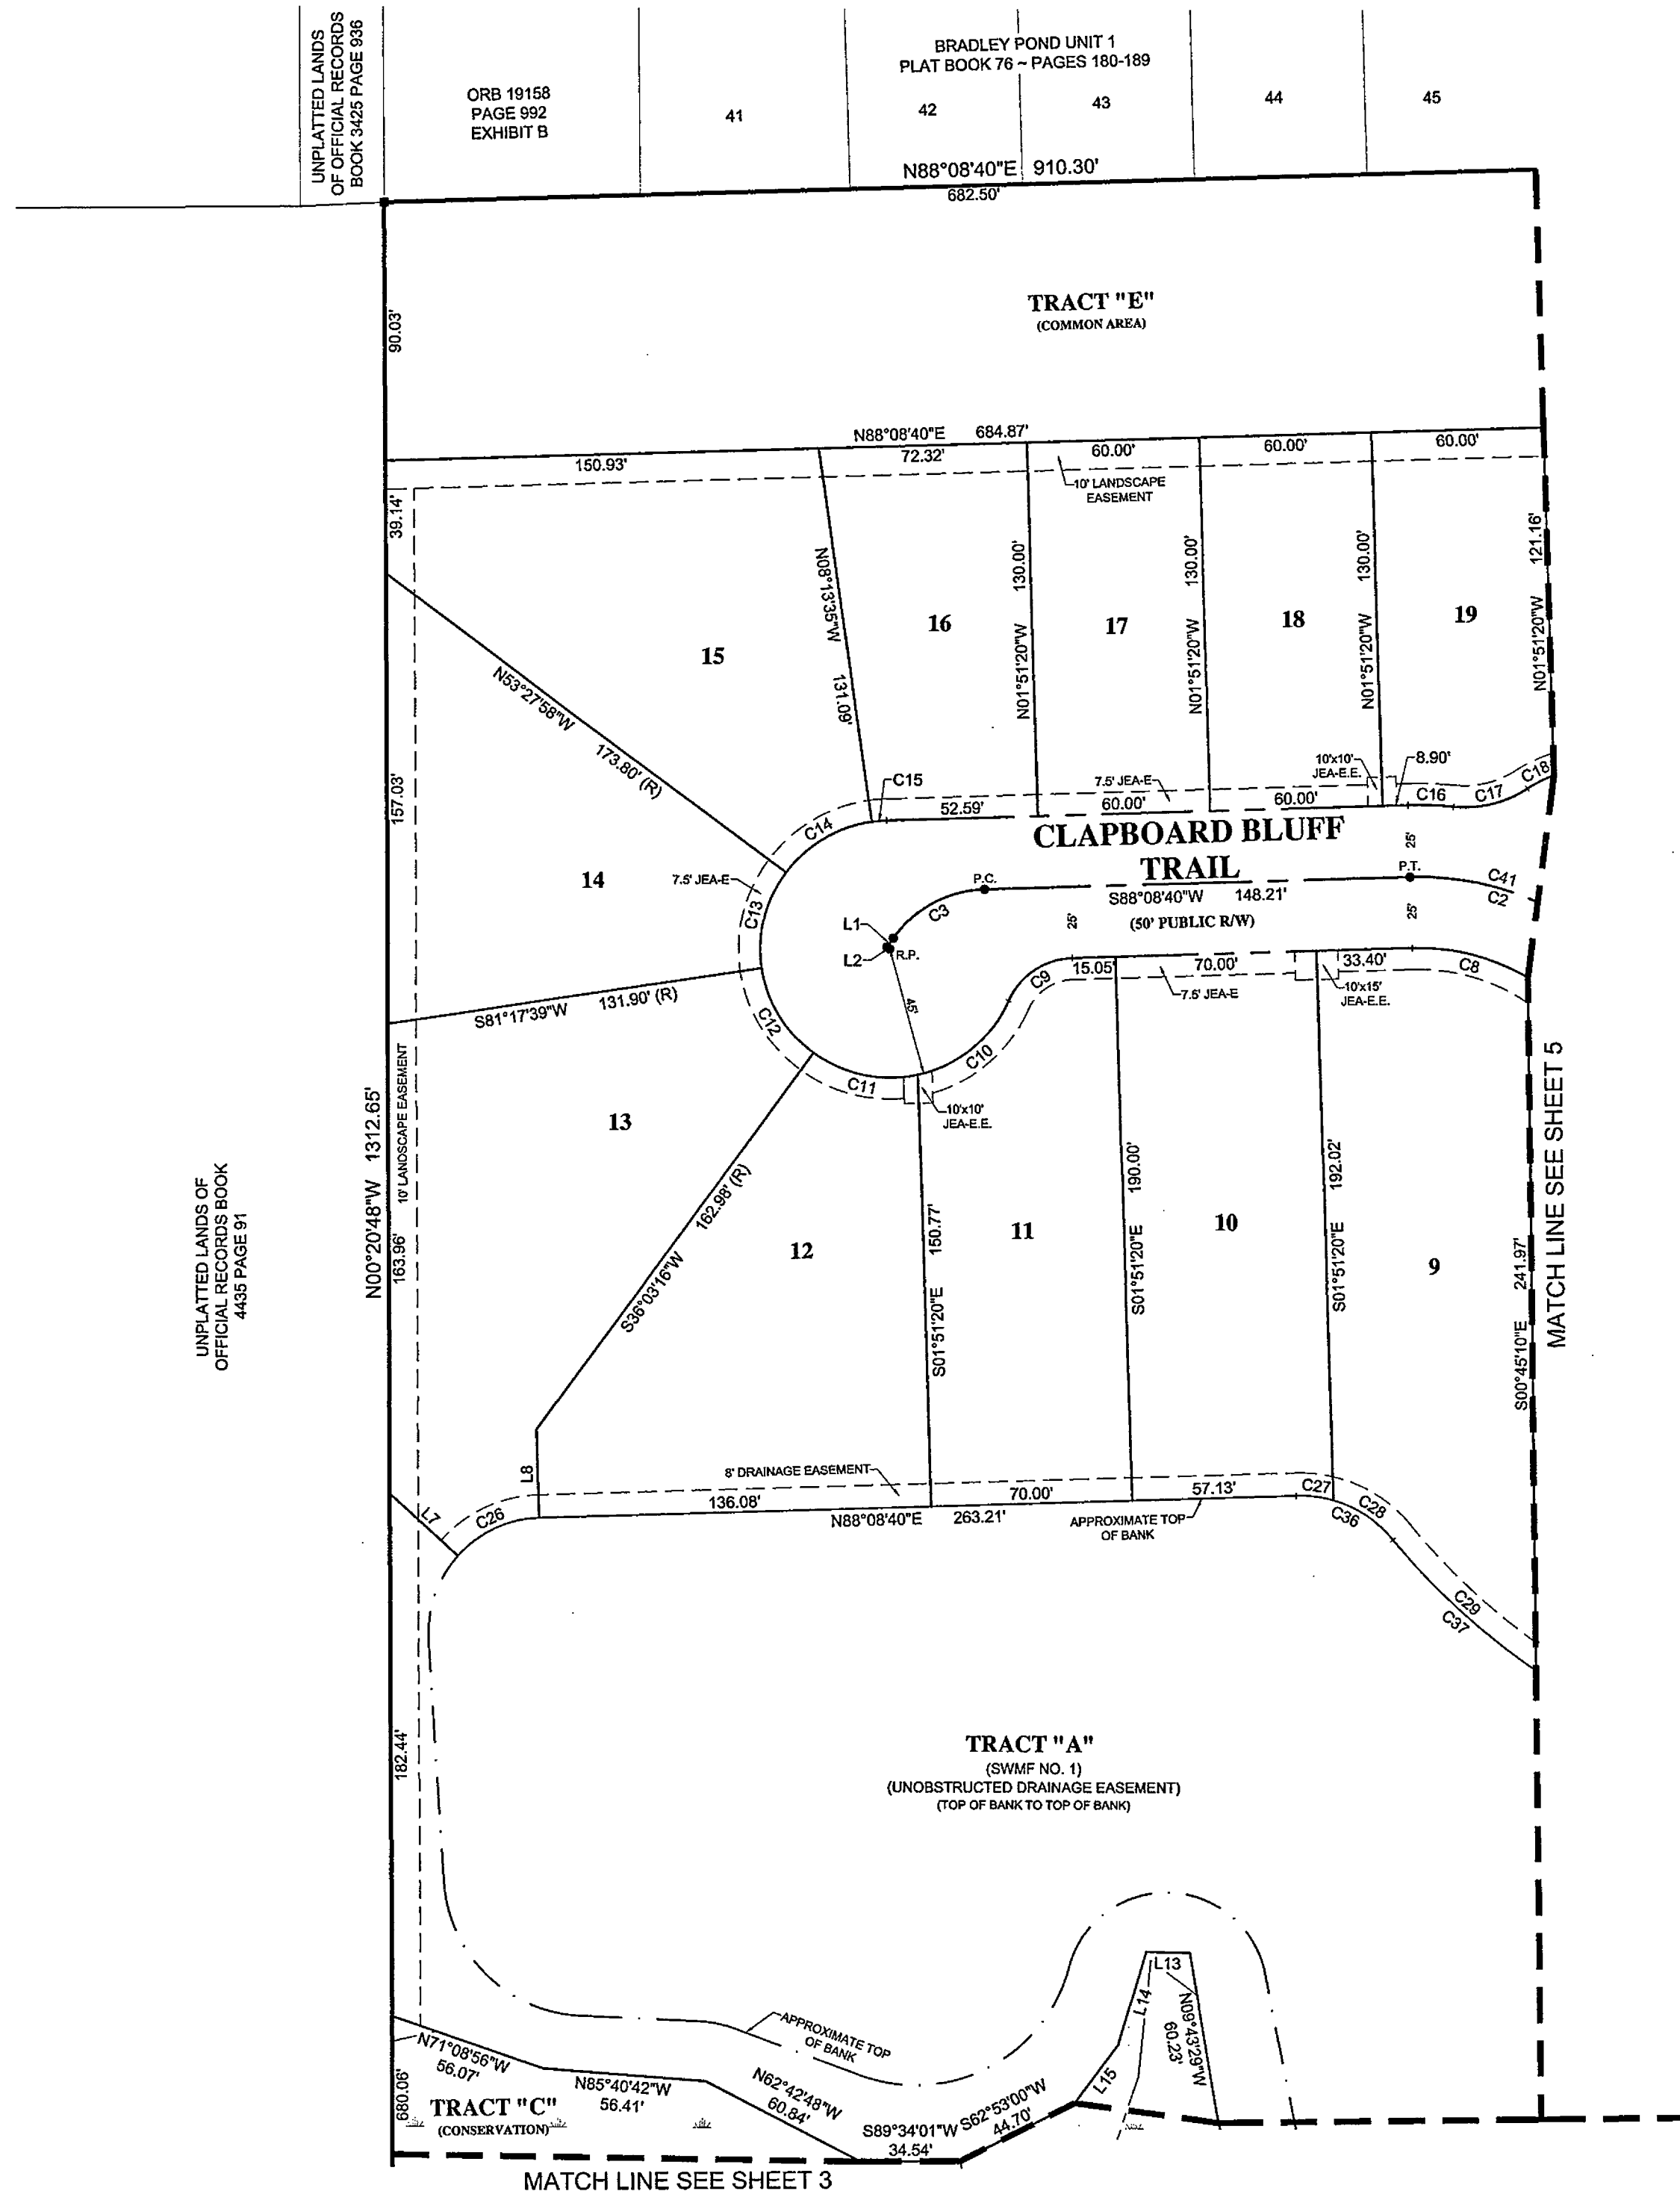 UNPLATTED LANDS
OF OFFICIAL RECORDS
BOOK 3425 PAGE 936
ORB 19158
PAGE 992
EXHIBIT B
41
BRADLEY POND UNIT 1
PLAT BOOK 76 ~ PAGES 180-189
42
43
44
45
N88°08'40"E 910.30'
682.50'
90.03'
TRACT "E"
(COMMON AREA)
N88°08'40"E 684.87'
150.93'
72.32'
60.00'
60.00'
60.00'
10' LANDSCAPE
EASEMENT
39.14'
N08°13'35"W 131.09'
N01°51'20"W 130.00'
N01°51'20"W 130.00'
N01°51'20"W 130.00'
N01°51'20"W 121.16'
15
16
17
18
19
N53°27'58"W 173.80' (R)
157.03'
C15
52.59'
7.5' JEA-E
60.00'
60.00'
10'x10'
JEA-E.E.
8.90'
C16
C17
C18
C14
CLAPBOARD BLUFF
TRAIL
25'
14
7.5' JEA-E
C13
P.C.
P.T.
S88°08'40"W 148.21'
(50' PUBLIC R/W)
C41
C2
C3
L1
L2
R.P.
25'
25'
45'
S81°17'39"W 131.90' (R)
C12
C11
C10
C9
15.05'
70.00'
7.5' JEA-E
33.40'
10'x15'
JEA-E.E.
C8
10'x10'
JEA-E.E.
N00°20'48"W 1312.65'
10' LANDSCAPE EASEMENT
163.96'
13
S36°03'16"W 162.98' (R)
12
S01°51'20"E 150.77'
11
S01°51'20"E 190.00'
10
S01°51'20"E 192.02'
9
S00°45'10"E 241.97'
MATCH LINE SEE SHEET 5
UNPLATTED LANDS OF
OFFICIAL RECORDS BOOK
4435 PAGE 91
L8
8' DRAINAGE EASEMENT
L7
C26
136.08'
70.00'
57.13'
N88°08'40"E 263.21'
APPROXIMATE TOP
OF BANK
C27
C28
C36
C29
C37
TRACT "A"
(SWMF NO. 1)
(UNOBSTRUCTED DRAINAGE EASEMENT)
(TOP OF BANK TO TOP OF BANK)
182.44'
L13
L14
L15
N09°43'29"W
60.23'
APPROXIMATE TOP
OF BANK
N71°08'56"W
56.07'
N85°40'42"W
56.41'
N62°42'48"W
60.84'
S89°34'01"W
34.54'
S62°53'00"W
44.70'
680.06'
TRACT "C"
(CONSERVATION)
MATCH LINE SEE SHEET 3